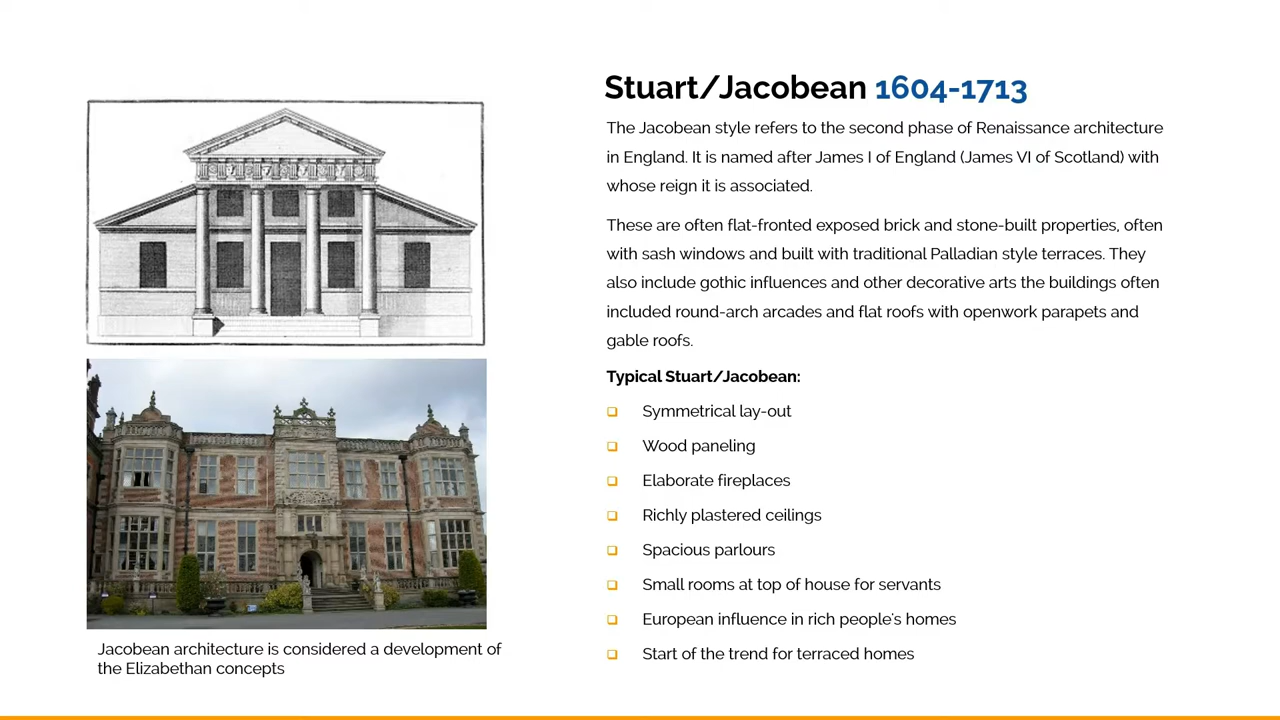 Stuart/Jacobean 1604-1713
The Jacobean style refers to the second phase of Renaissance architecture
in England. It is named after James I of England (James VI of Scotland) with
whose reign it is associated.
These are often flat-fronted exposed brick and stone-built properties, often
with sash windows and built with traditional Palladian style terraces. They
also include gothic influences and other decorative arts the buildings often
included round-arch arcades and flat roofs with openwork parapets and
gable roofs.
Typical Stuart/Jacobean:
Symmetrical lay-out
Wood paneling
Elaborate fireplaces
Richly plastered ceilings
Spacious parlours
Small rooms at top of house for servants
European influence in rich people's homes
Start of the trend for terraced homes
Jacobean architecture is considered a development of
the Elizabethan concepts